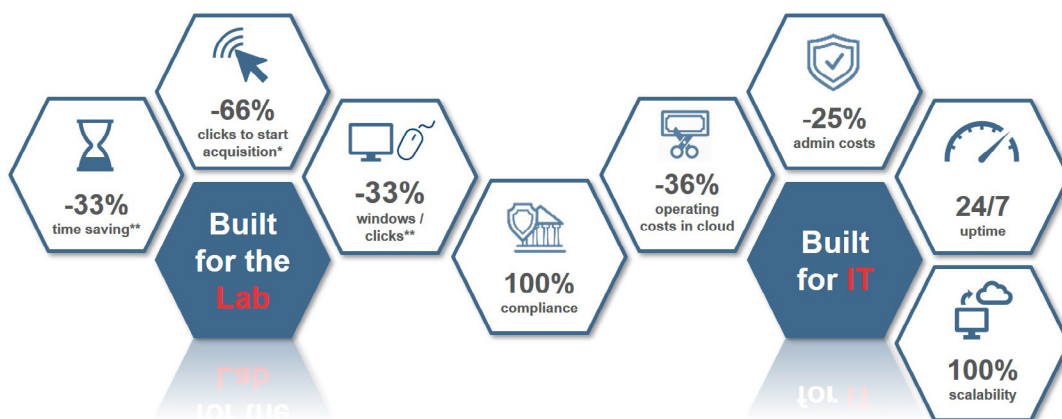 -66%
clicks to start
acquisition*
-33%
time saving**
-33%
windows /
clicks**
Built
for the
Lab
100%
compliance
-36%
operating
costs in cloud
-25%
admin costs
24/7
uptime
Built
for IT
100%
scalability